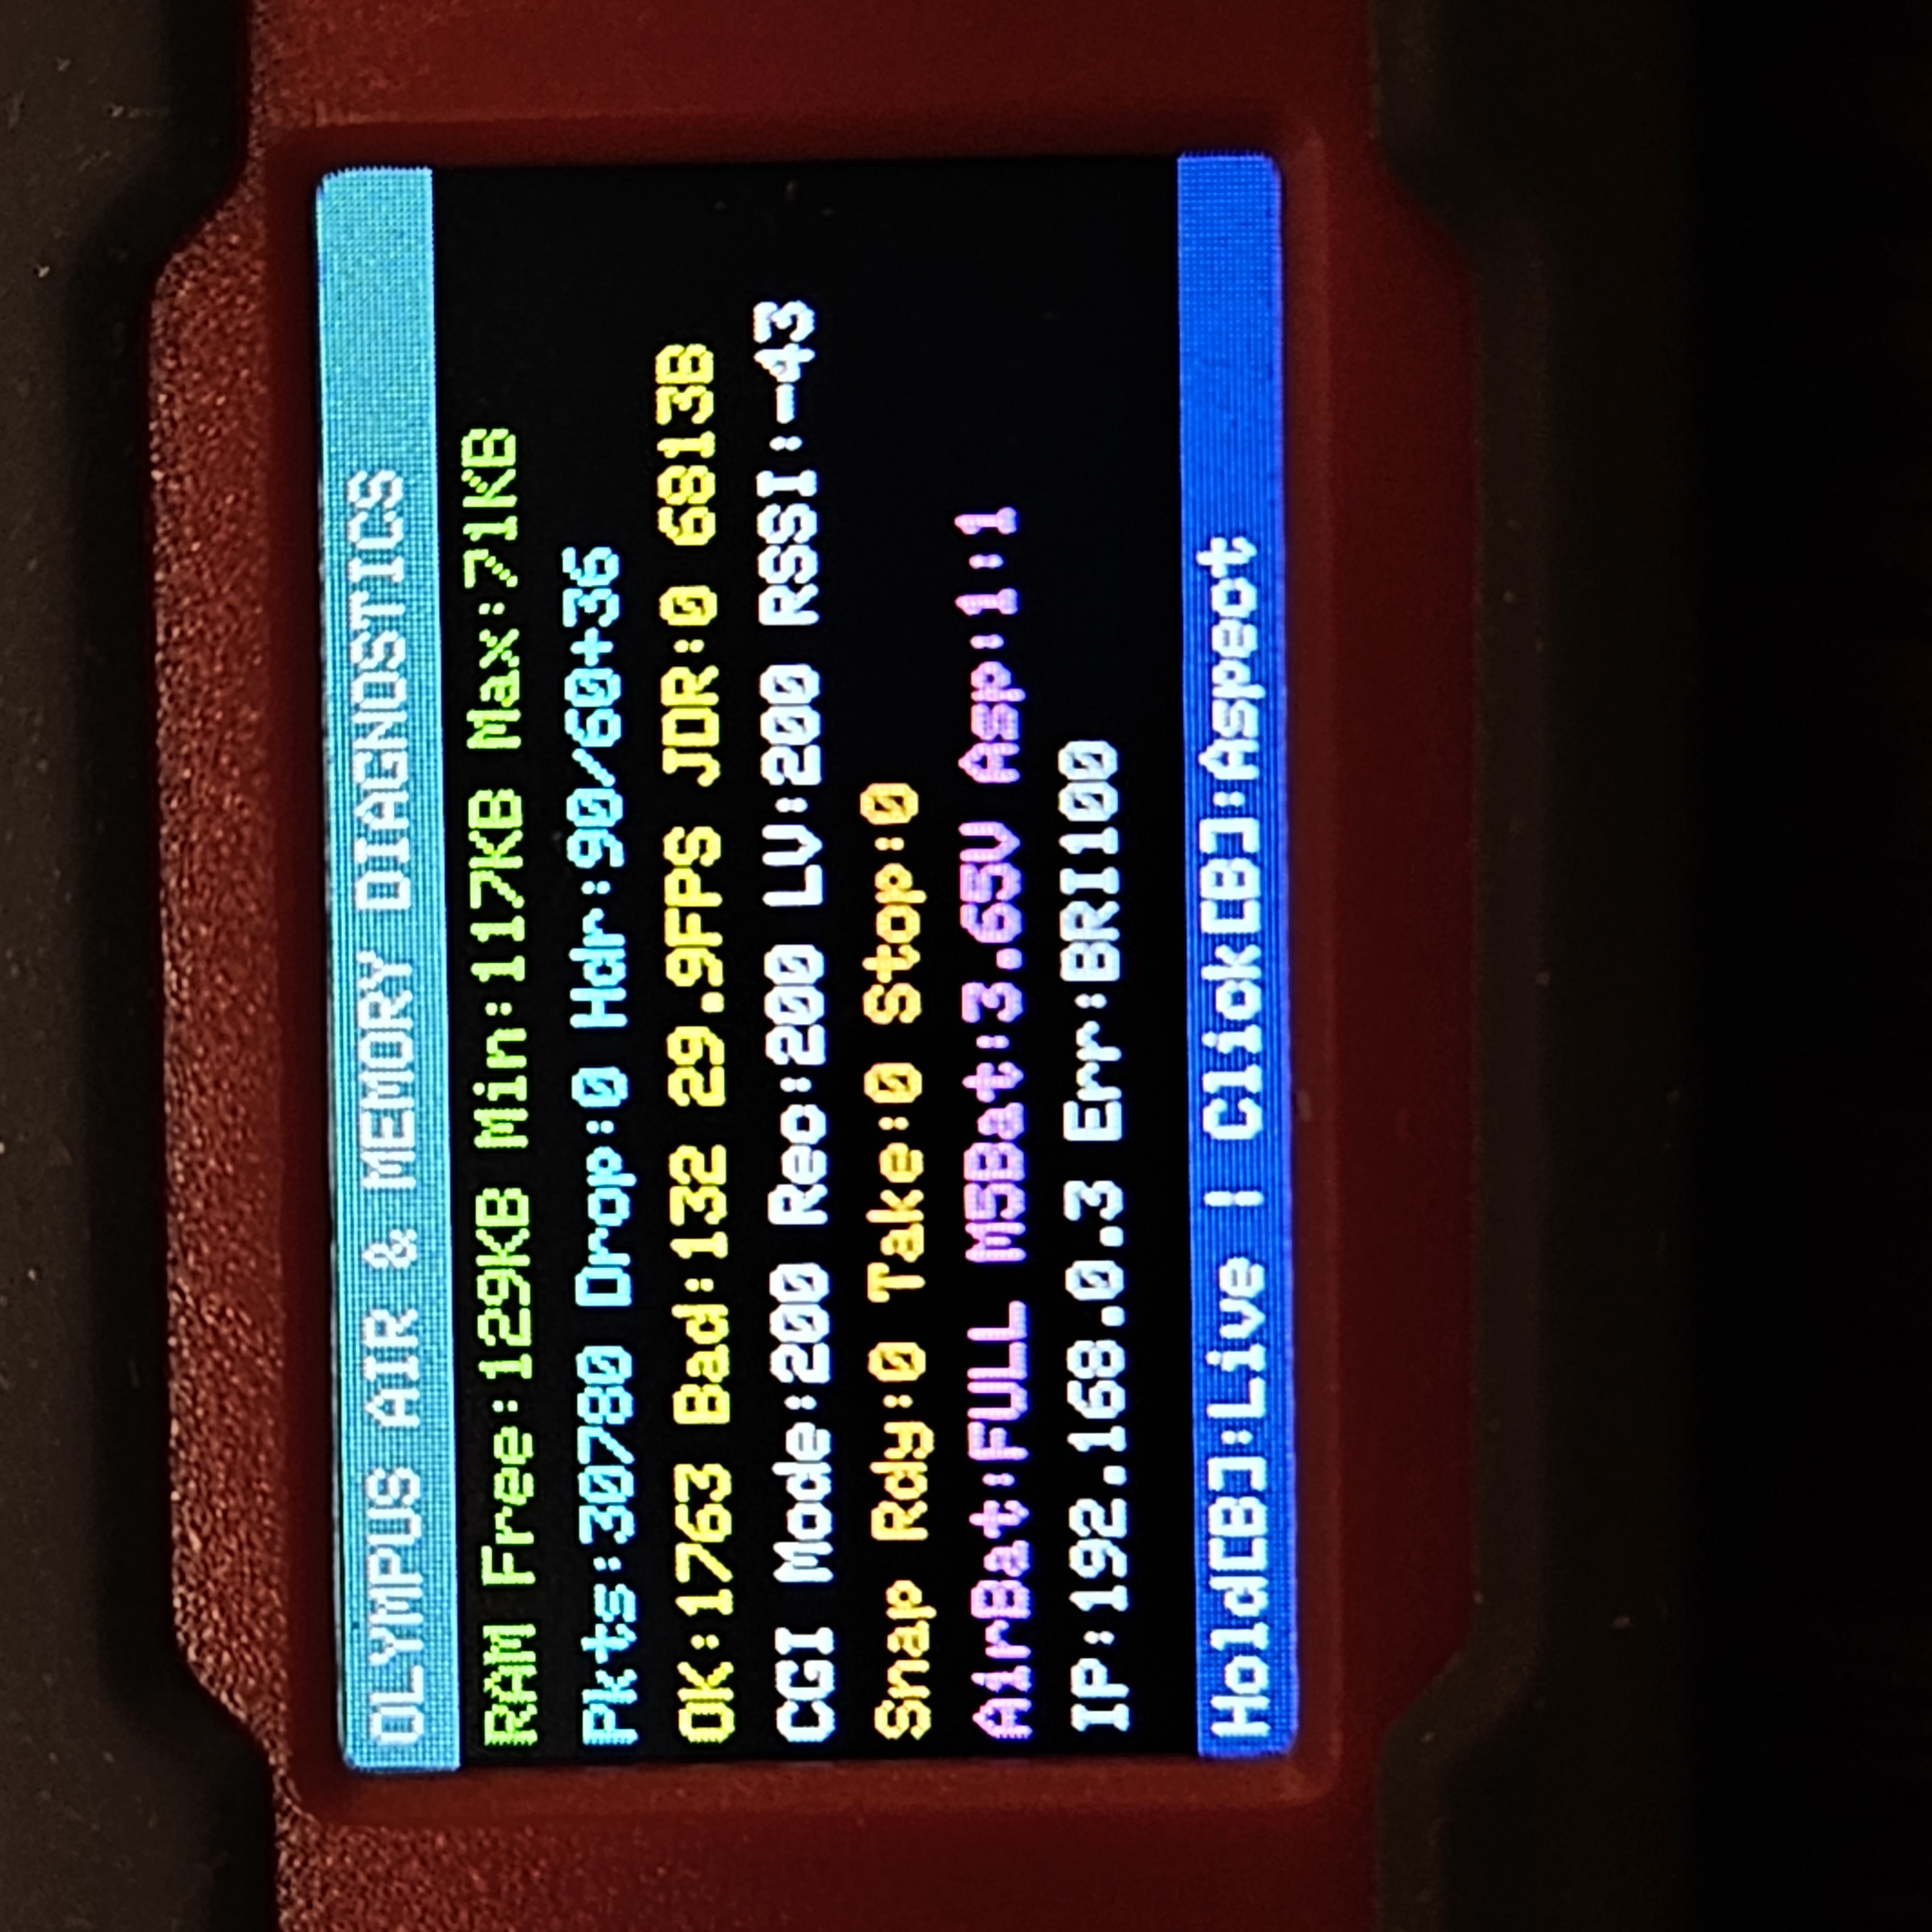 OLYMPUS AIR & MEMORY DIAGNOSTICS
RAM Free:129KB Min:117KB Max:71KB
Pkts:30780 Drop:0 Hdr:90/60+36
OK:1763 Bad:132 29.9FPS JDR:0 6813B
CGI Mode:200 Rec:200 LV:200 RSSI:-43
Snap Rdy:0 Take:0 Stop:0
AirBat:FULL M5Bat:3.65V Asp:1:1
IP:192.168.0.3 Err:BRI100
Hold[B]:Live | Click[B]:Aspect